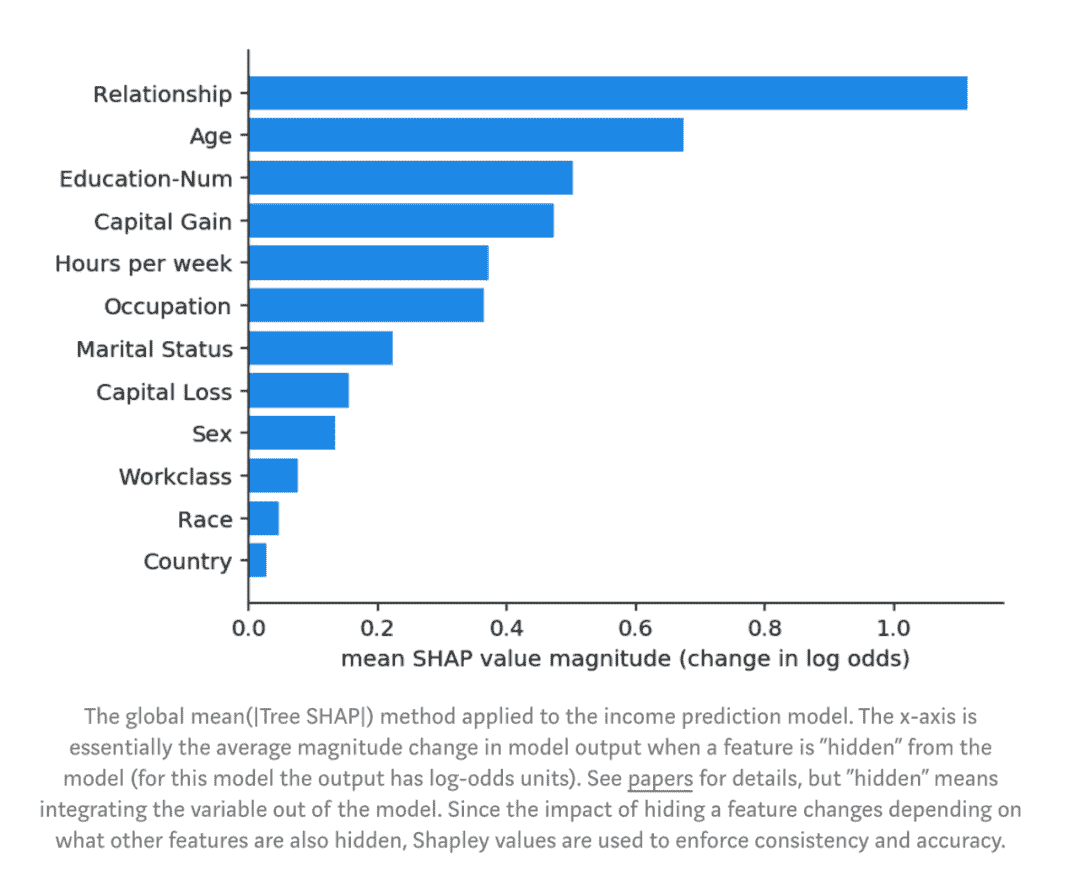 Relationship
Age
Education-Num
Capital Gain
Hours per week
Occupation
Marital Status
Capital Loss
Sex
Workclass
Race
Country
0.0 0.2 0.4 0.6 0.8 1.0
mean SHAP value magnitude (change in log odds)
The global mean(|Tree SHAP|) method applied to the income prediction model. The x-axis is
essentially the average magnitude change in model output when a feature is ”hidden” from the
model (for this model the output has log-odds units). See papers for details, but ”hidden” means
integrating the variable out of the model. Since the impact of hiding a feature changes depending on
what other features are also hidden, Shapley values are used to enforce consistency and accuracy.